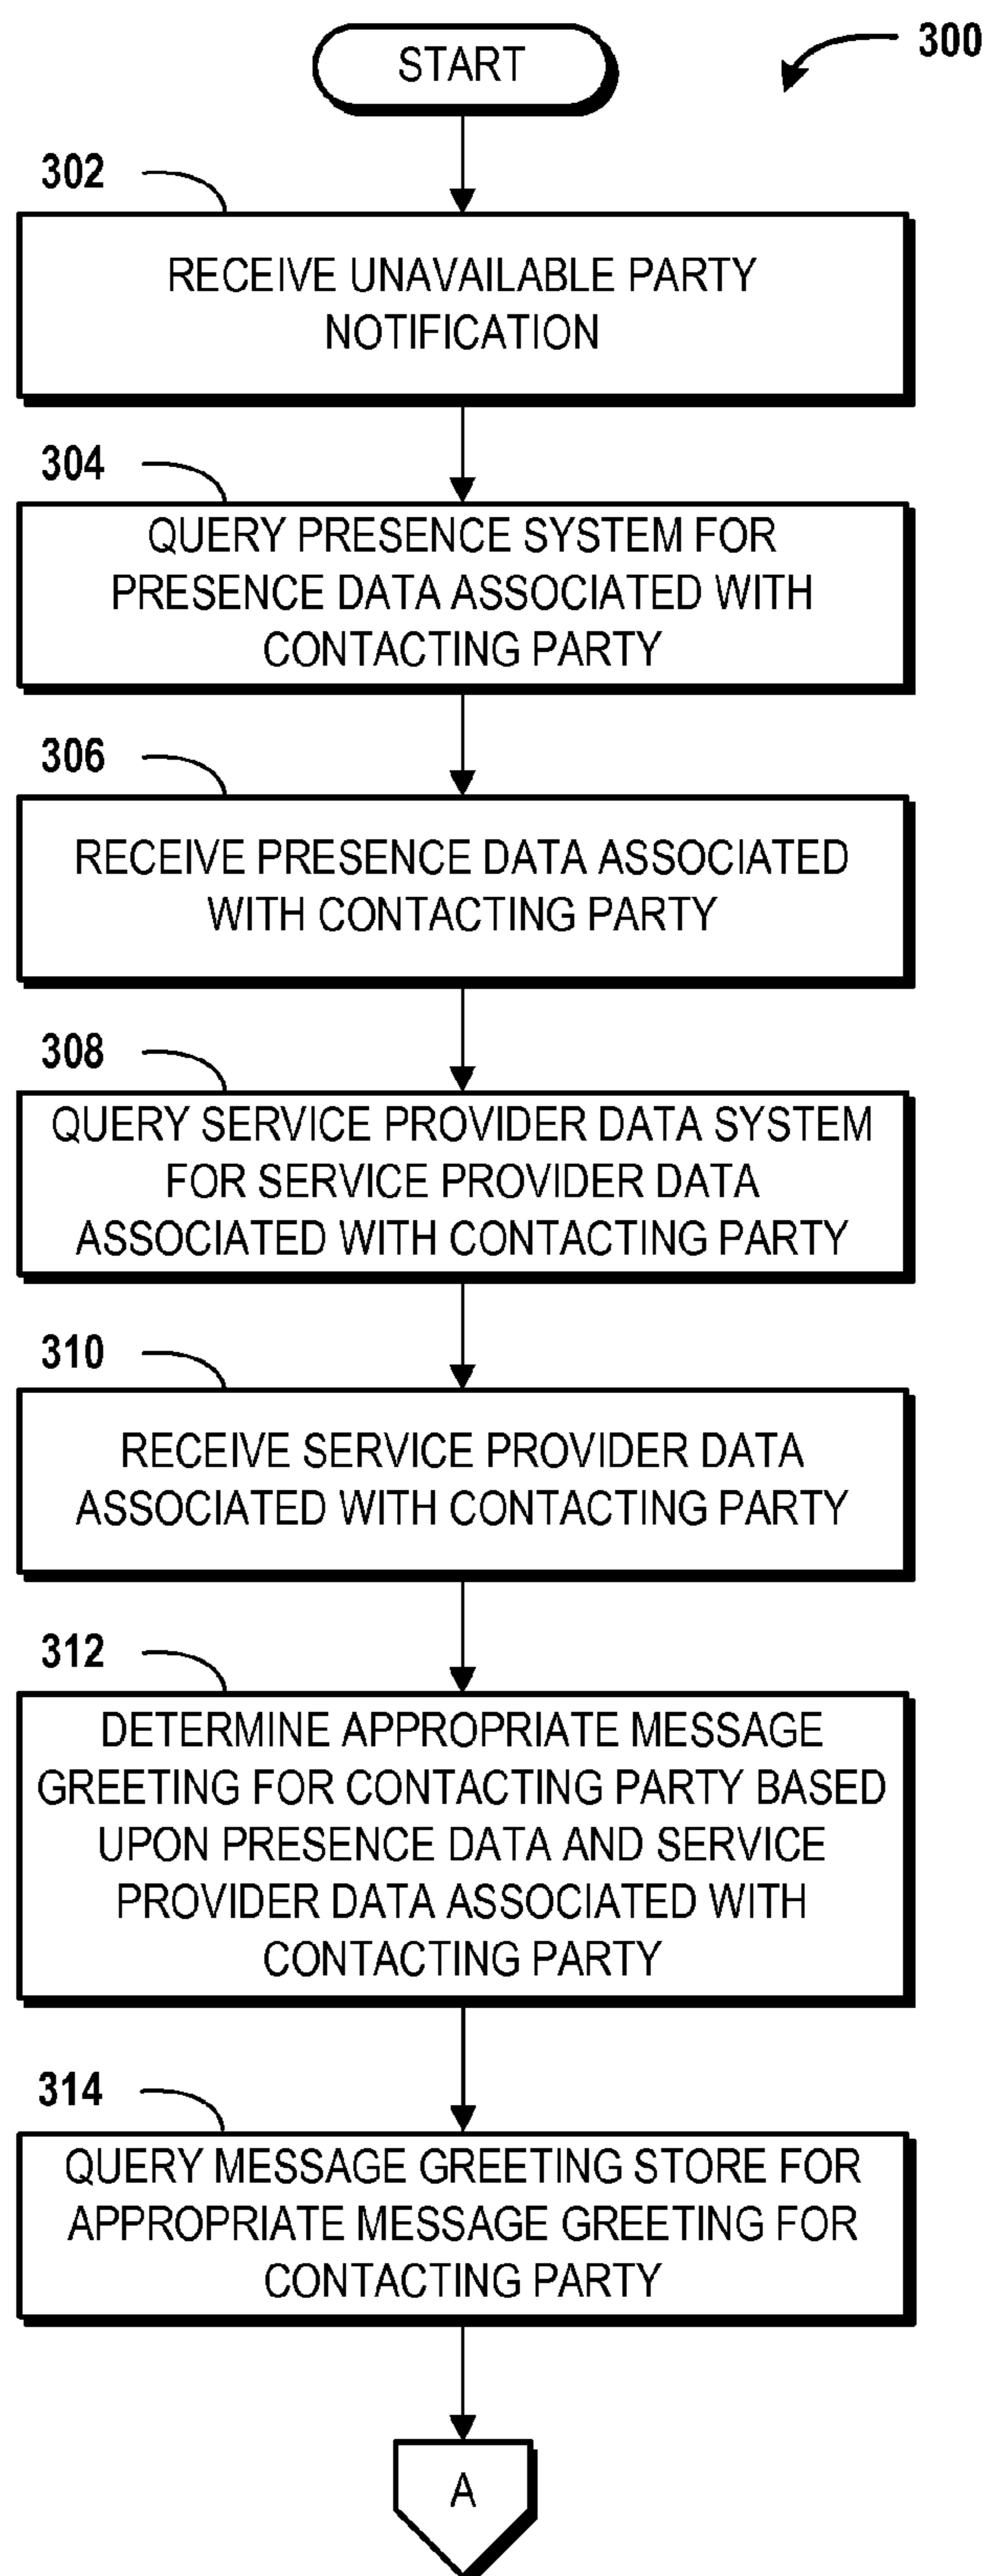 START
300
302
RECEIVE UNAVAILABLE PARTY
NOTIFICATION
304
QUERY PRESENCE SYSTEM FOR
PRESENCE DATA ASSOCIATED WITH
CONTACTING PARTY
306
RECEIVE PRESENCE DATA ASSOCIATED
WITH CONTACTING PARTY
308
QUERY SERVICE PROVIDER DATA SYSTEM
FOR SERVICE PROVIDER DATA
ASSOCIATED WITH CONTACTING PARTY
310
RECEIVE SERVICE PROVIDER DATA
ASSOCIATED WITH CONTACTING PARTY
312
DETERMINE APPROPRIATE MESSAGE
GREETING FOR CONTACTING PARTY BASED
UPON PRESENCE DATA AND SERVICE
PROVIDER DATA ASSOCIATED WITH
CONTACTING PARTY
314
QUERY MESSAGE GREETING STORE FOR
APPROPRIATE MESSAGE GREETING FOR
CONTACTING PARTY
A